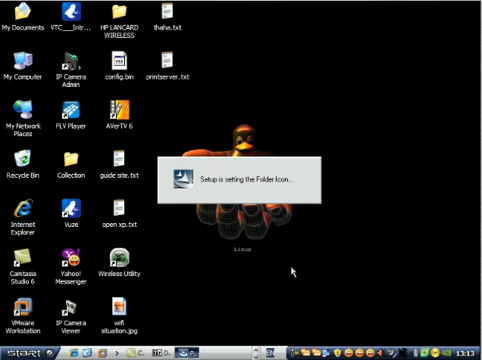 My Documents
VTC___Intr...
HP LANCARD
WIRELESS
thaha.txt
My Computer
IP Camera
Admin
config.bin
printserver.txt
My Network
Places
FLV Player
AVerTV 6
Setup is setting the Folder Icon...
Recycle Bin
Collection
guide site.txt
Internet
Explorer
Vuze
open xp.txt
Linux
Camtasia
Studio 6
Yahoo!
Messenger
Wireless Utility
VMware
Workstation
IP Camera
Viewer
wifi
situation.jpg
start
C.
D.
P.
EN
13:13